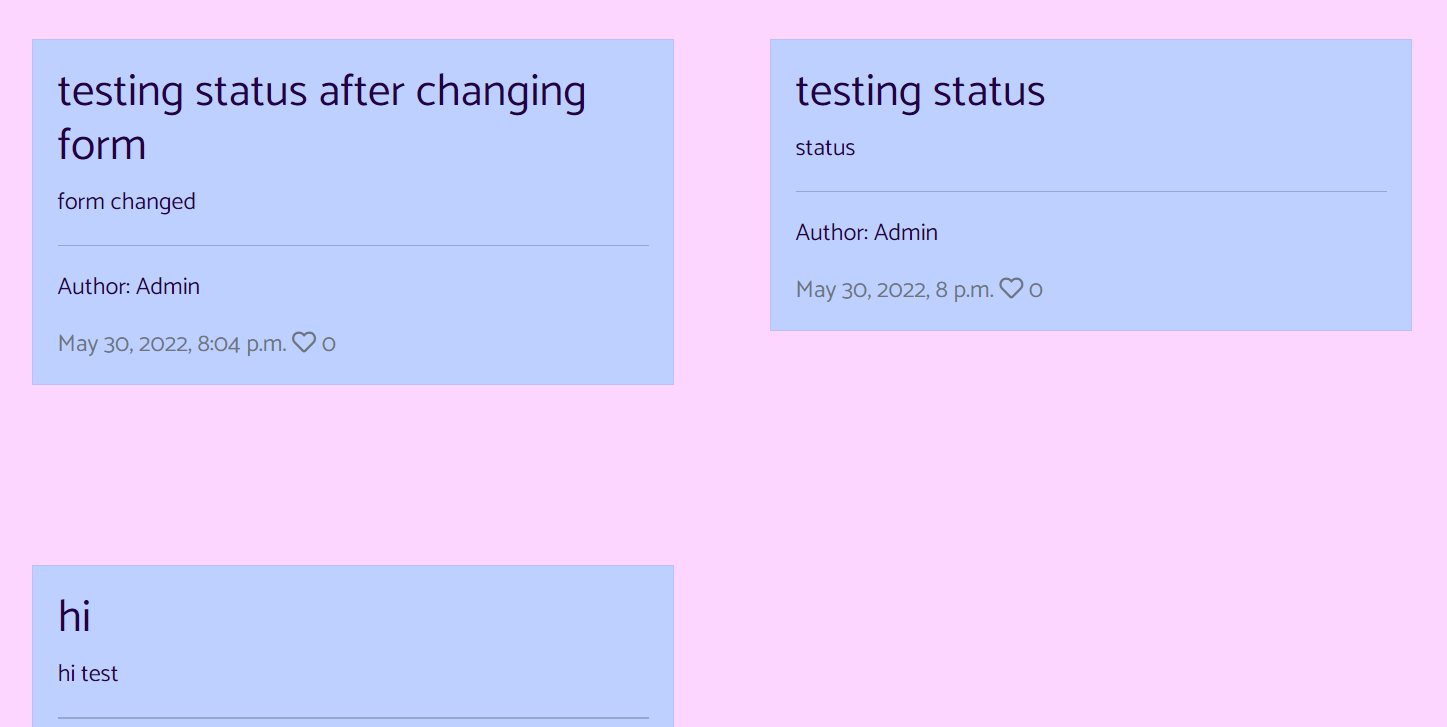 testing status after changing
form
form changed
Author: Admin
May 30, 2022, 8:04 p.m. 0
testing status
status
Author: Admin
May 30, 2022, 8 p.m. 0
hi
hi test